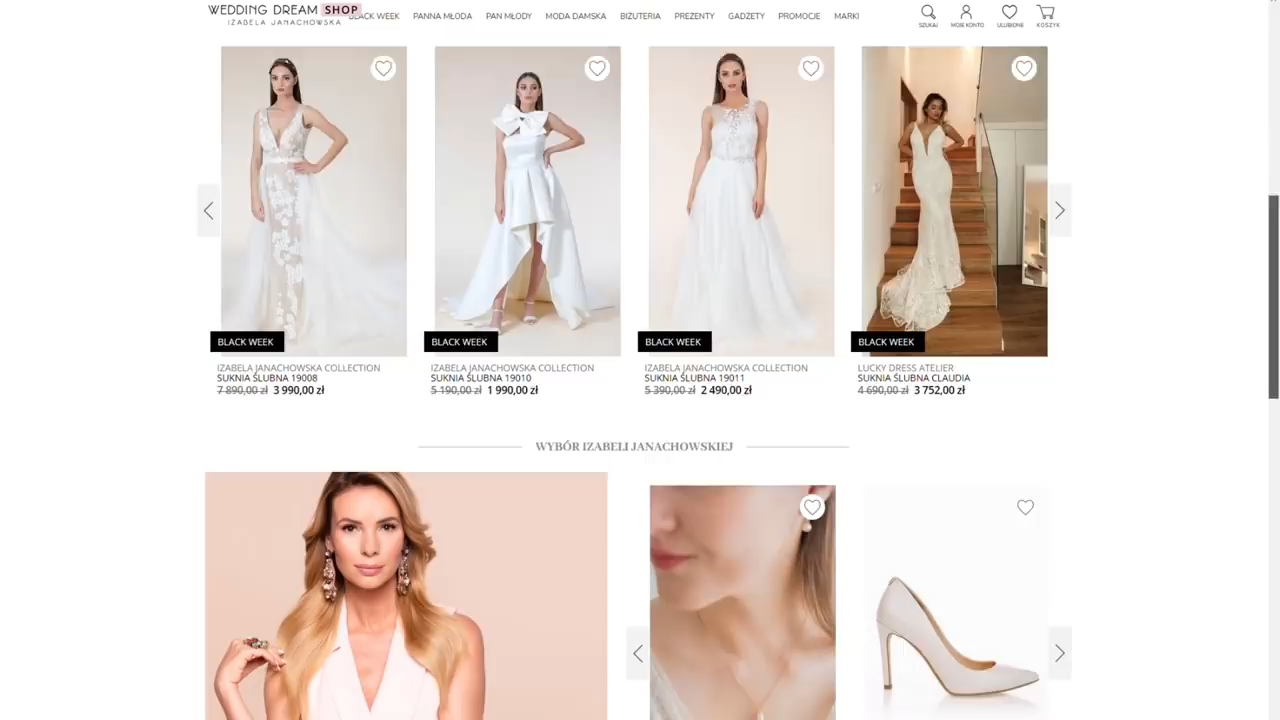 WEDDING DREAM SHOP
IZABELA JANACHOWSKA
BLACK WEEK PANNA MŁODA PAN MŁODY MODA DAMSKA BIŻUTERIA PREZENTY GADŻETY PROMOCJE MARKI
SZUKAJ MOJE KONTO ULUBIONE KOSZYK
BLACK WEEK BLACK WEEK BLACK WEEK BLACK WEEK
IZABELA JANACHOWSKA COLLECTION
SUKNIA ŚLUBNA 19008
7 890,00 zł 3 990,00 zł
IZABELA JANACHOWSKA COLLECTION
SUKNIA ŚLUBNA 19010
5 190,00 zł 1 990,00 zł
IZABELA JANACHOWSKA COLLECTION
SUKNIA ŚLUBNA 19011
5 390,00 zł 2 490,00 zł
LUCKY DRESS ATELIER
SUKNIA ŚLUBNA CLAUDIA
4 690,00 zł 3 752,00 zł
WYBÓR IZABELI JANACHOWSKIEJ